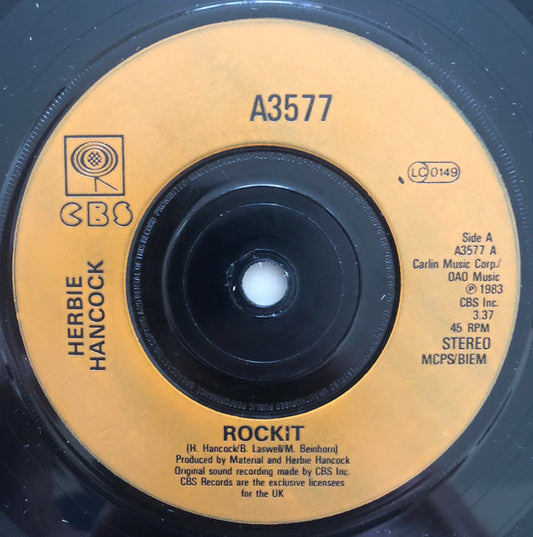 A3577
CBS
LC 0149
HERBIE
HANCOCK
Side A
A3577 A
Carlin Music Corp./
OAO Music
℗ 1983
CBS Inc.
3.37
45 RPM
STEREO
MCPS/BIEM
ROCKiT
(H. Hancock/B. Laswell/M. Beinhorn)
Produced by Material and Herbie Hancock
Original sound recording made by CBS Inc.
CBS Records are the exclusive licensees
for the UK